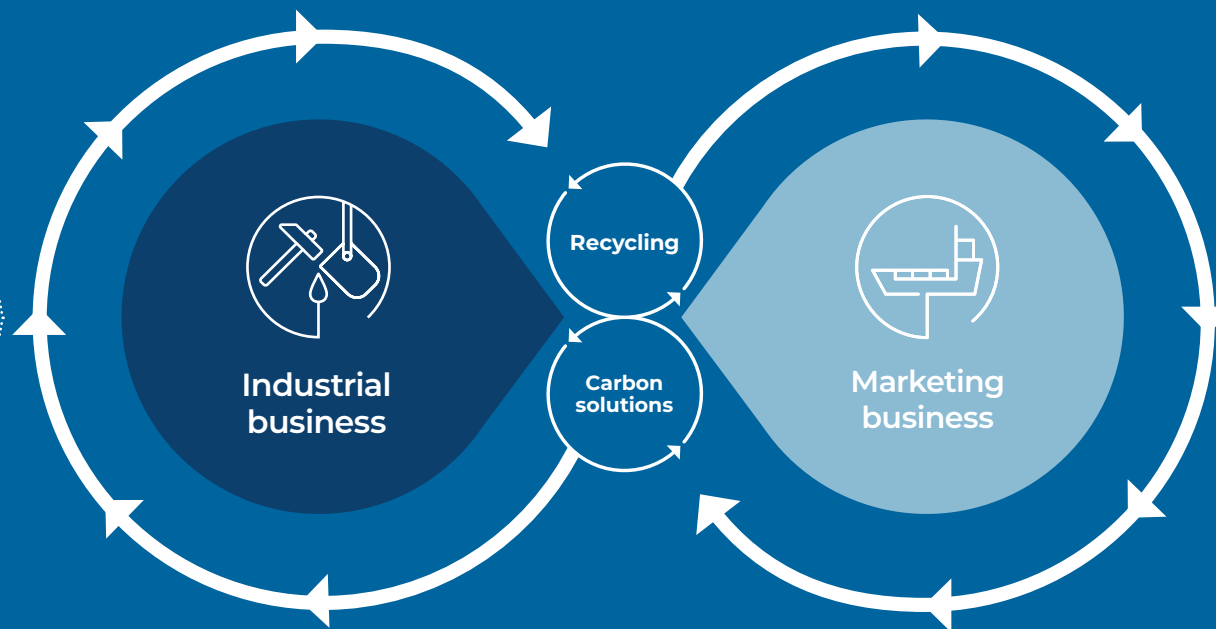 Industrial
business
Recycling
Carbon
solutions
Marketing
business